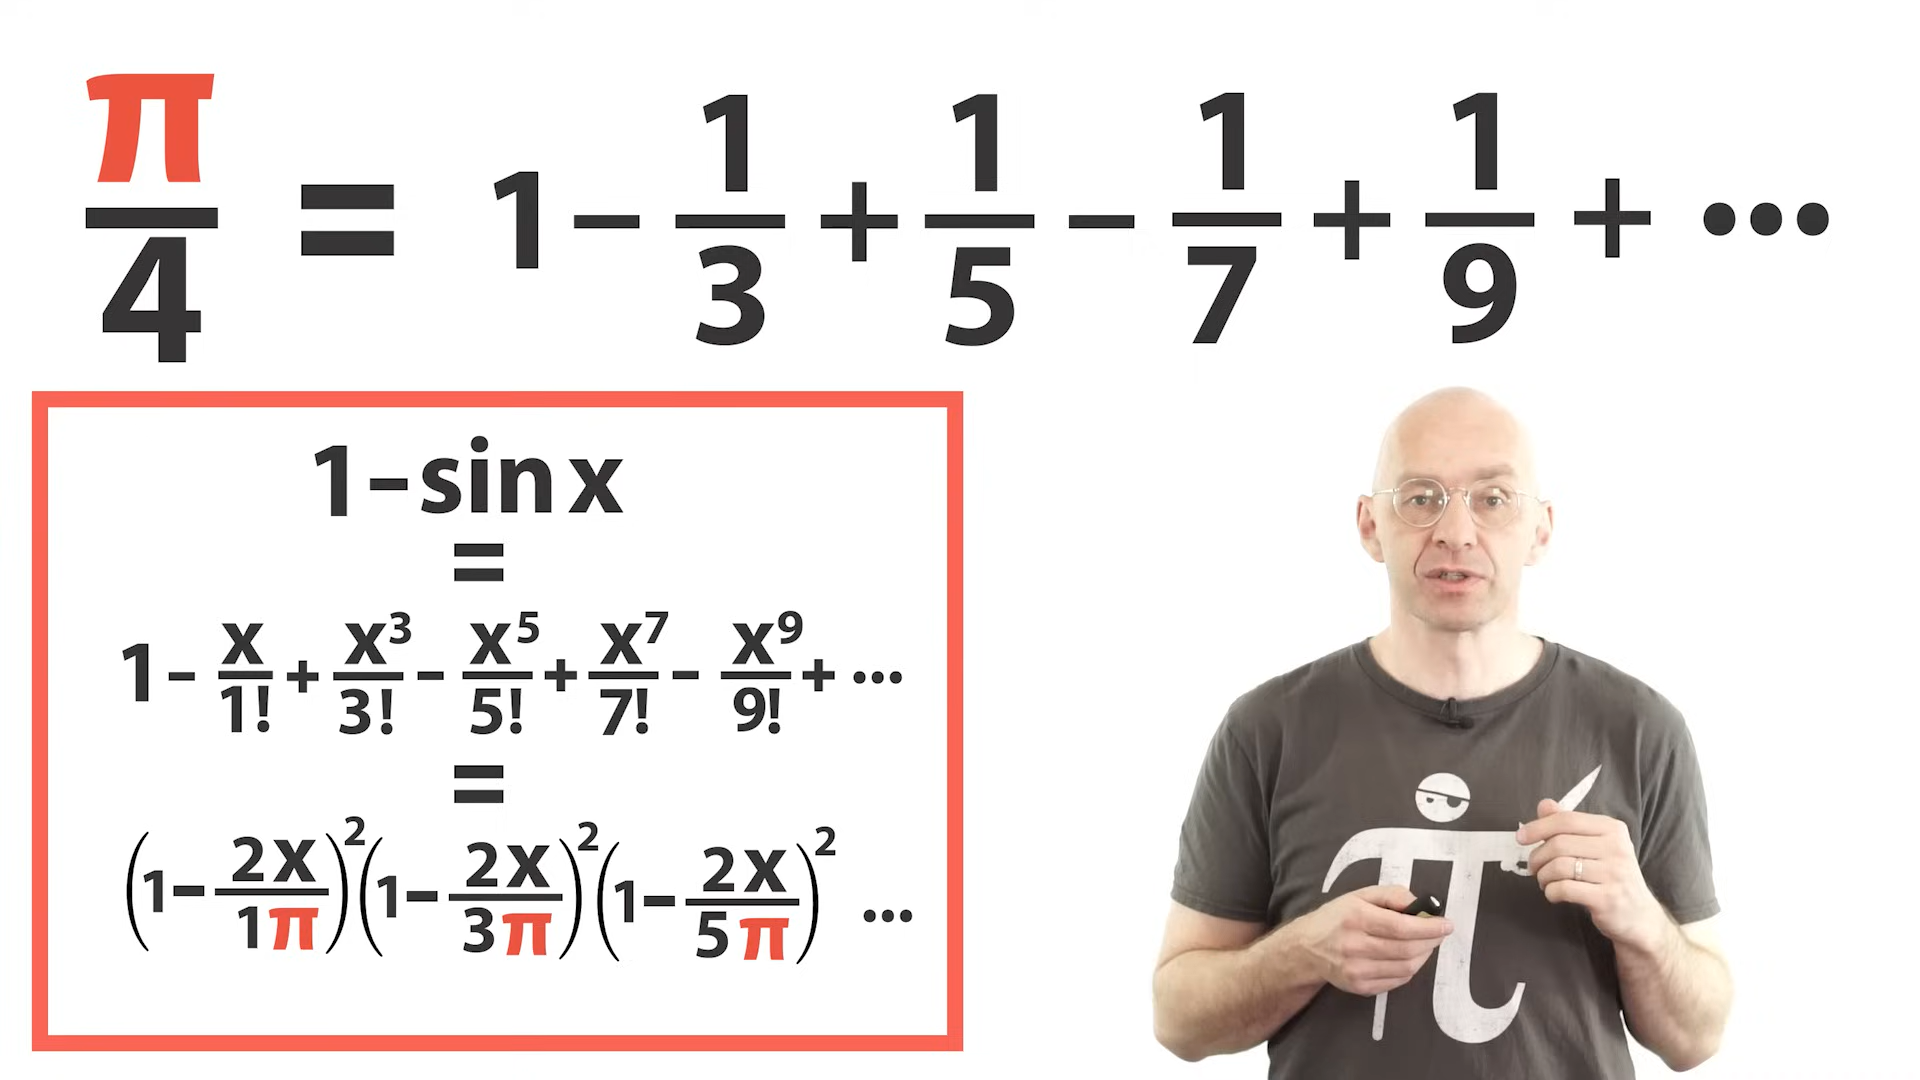 π/4 = 1 − 1/3 + 1/5 − 1/7 + 1/9 + ···
1 − sin x
=
1 − x/1! + x³/3! − x⁵/5! + x⁷/7! − x⁹/9! + ···
=
(1 − 2x/1π)² (1 − 2x/3π)² (1 − 2x/5π)² ···
π